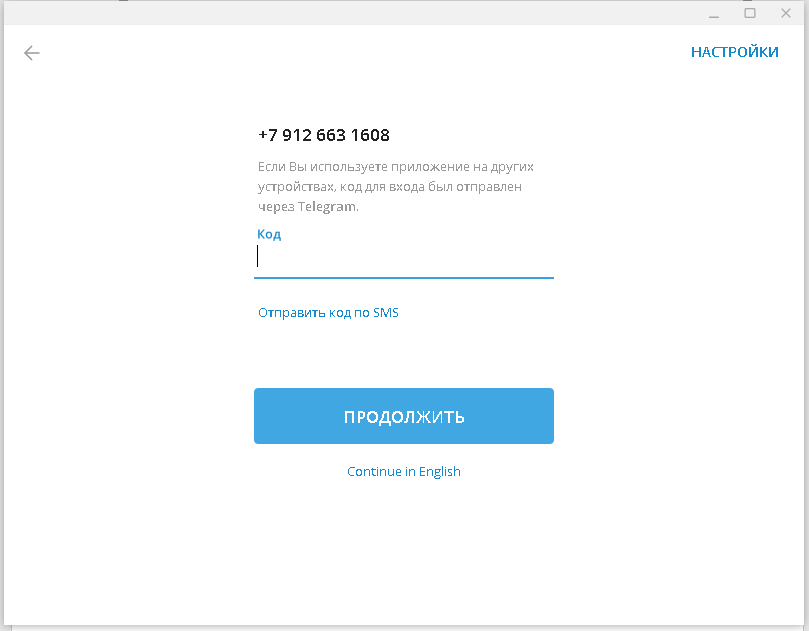 НАСТРОЙКИ
+7 912 663 1608
Если Вы используете приложение на других
устройствах, код для входа был отправлен
через Telegram.
Код
Отправить код по SMS
ПРОДОЛЖИТЬ
Continue in English